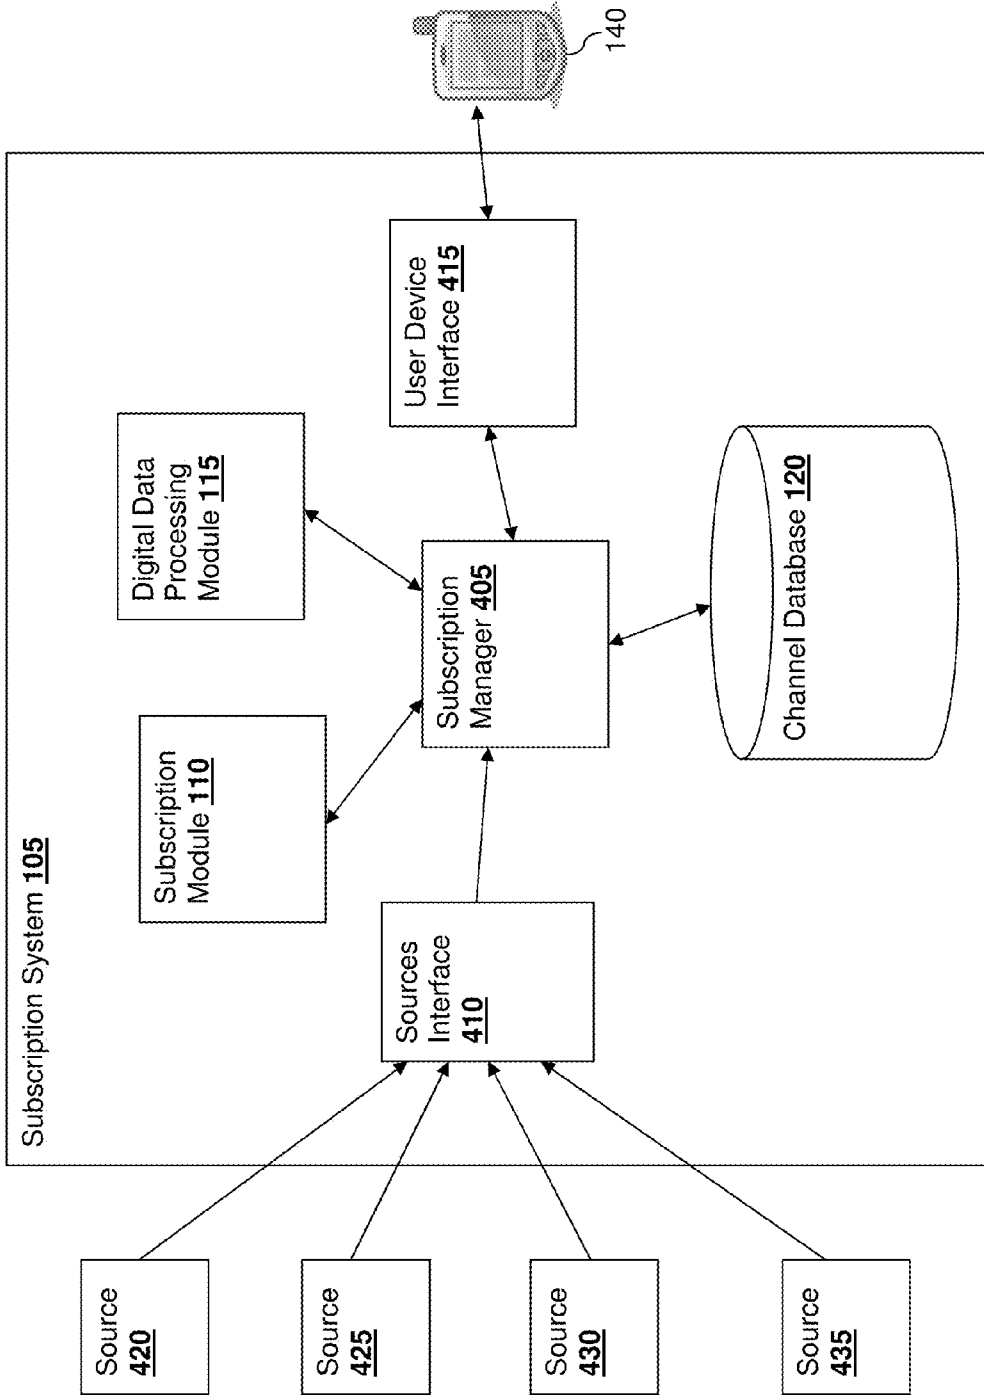 Subscription System 105
Source
420
Source
425
Source
430
Source
435
Sources
Interface
410
Subscription
Module 110
Digital Data
Processing
Module 115
Subscription
Manager 405
User Device
Interface 415
Channel Database 120
140